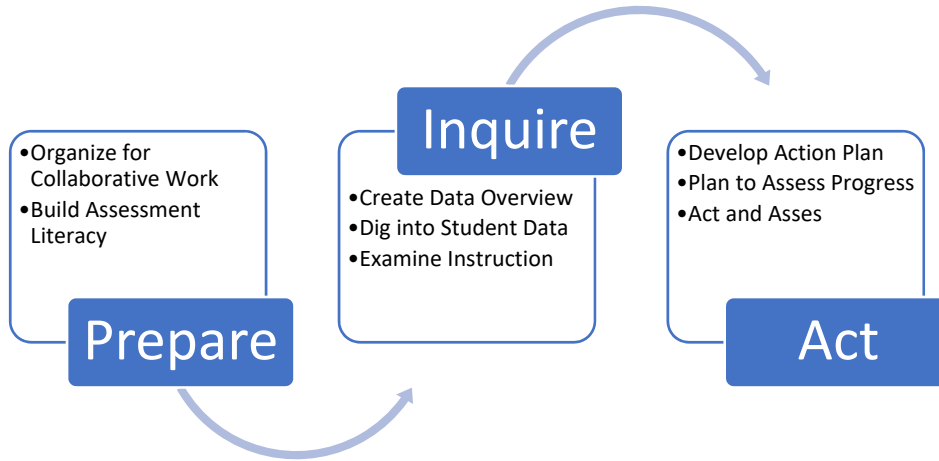 •Organize for
Collaborative Work
•Build Assessment
Literacy
Prepare
Inquire
•Create Data Overview
•Dig into Student Data
•Examine Instruction
•Develop Action Plan
•Plan to Assess Progress
•Act and Asses
Act